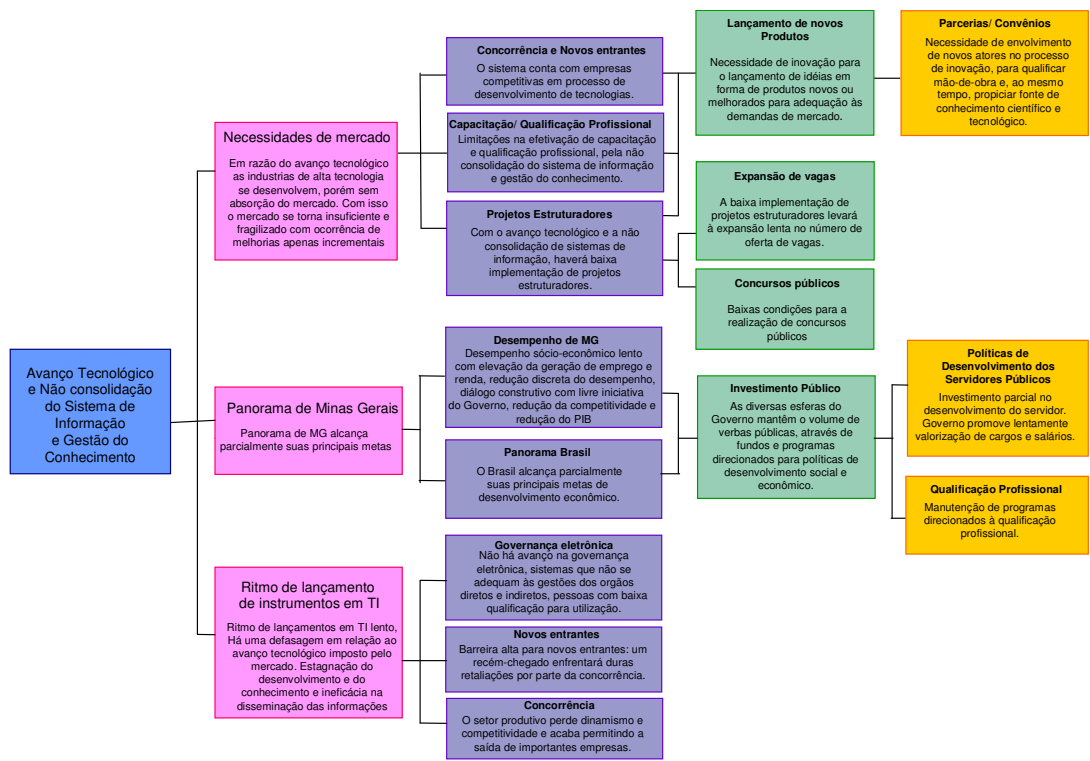 Avanço Tecnológico
e Não consolidação
do Sistema de
Informação
e Gestão do
Conhecimento
Necessidades de mercado
Em razão do avanço tecnológico
as industrias de alta tecnologia
se desenvolvem, porém sem
absorção do mercado. Com isso
o mercado se torna insuficiente e
fragilizado com ocorrência de
melhorias apenas incrementais
Panorama de Minas Gerais
Panorama de MG alcança
parcialmente suas principais metas
Ritmo de lançamento
de instrumentos em TI
Ritmo de lançamentos em TI lento,
Há uma defasagem em relação ao
avanço tecnológico imposto pelo
mercado. Estagnação do
desenvolvimento e do
conhecimento e ineficácia na
disseminação das informações
Concorrência e Novos entrantes
O sistema conta com empresas
competitivas em processo de
desenvolvimento de tecnologias.
Capacitação/ Qualificação Profissional
Limitações na efetivação de capacitação
e qualificação profissional, pela não
consolidação do sistema de informação
e gestão do conhecimento.
Projetos Estruturadores
Com o avanço tecnológico e a não
consolidação de sistemas de
informação, haverá baixa
implementação de projetos
estruturadores.
Desempenho de MG
Desempenho sócio-econômico lento
com elevação da geração de emprego e
renda, redução discreta do desempenho,
diálogo construtivo com livre iniciativa
do Governo, redução da competitividade e
redução do PIB
Panorama Brasil
O Brasil alcança parcialmente
suas principais metas de
desenvolvimento econômico.
Governança eletrônica
Não há avanço na governança
eletrônica, sistemas que não se
adequam às gestões dos orgãos
diretos e indiretos, pessoas com baixa
qualificação para utilização.
Novos entrantes
Barreira alta para novos entrantes: um
recém-chegado enfrentará duras
retaliações por parte da concorrência.
Concorrência
O setor produtivo perde dinamismo e
competitividade e acaba permitindo a
saída de importantes empresas.
Lançamento de novos
Produtos
Necessidade de inovação para
o lançamento de idéias em
forma de produtos novos ou
melhorados para adequação às
demandas de mercado.
Expansão de vagas
A baixa implementação de
projetos estruturadores levará
à expansão lenta no número de
oferta de vagas.
Concursos públicos
Baixas condições para a
realização de concursos
públicos
Investimento Público
As diversas esferas do
Governo mantêm o volume de
verbas públicas, através de
fundos e programas
direcionados para políticas de
desenvolvimento social e
econômico.
Parcerias/ Convênios
Necessidade de envolvimento
de novos atores no processo
de inovação, para qualificar
mão-de-obra e, ao mesmo
tempo, propiciar fonte de
conhecimento científico e
tecnológico.
Políticas de
Desenvolvimento dos
Servidores Públicos
Investimento parcial no
desenvolvimento do servidor.
Governo promove lentamente
valorização de cargos e salários.
Qualificação Profissional
Manutenção de programas
direcionados à qualificação
profissional.